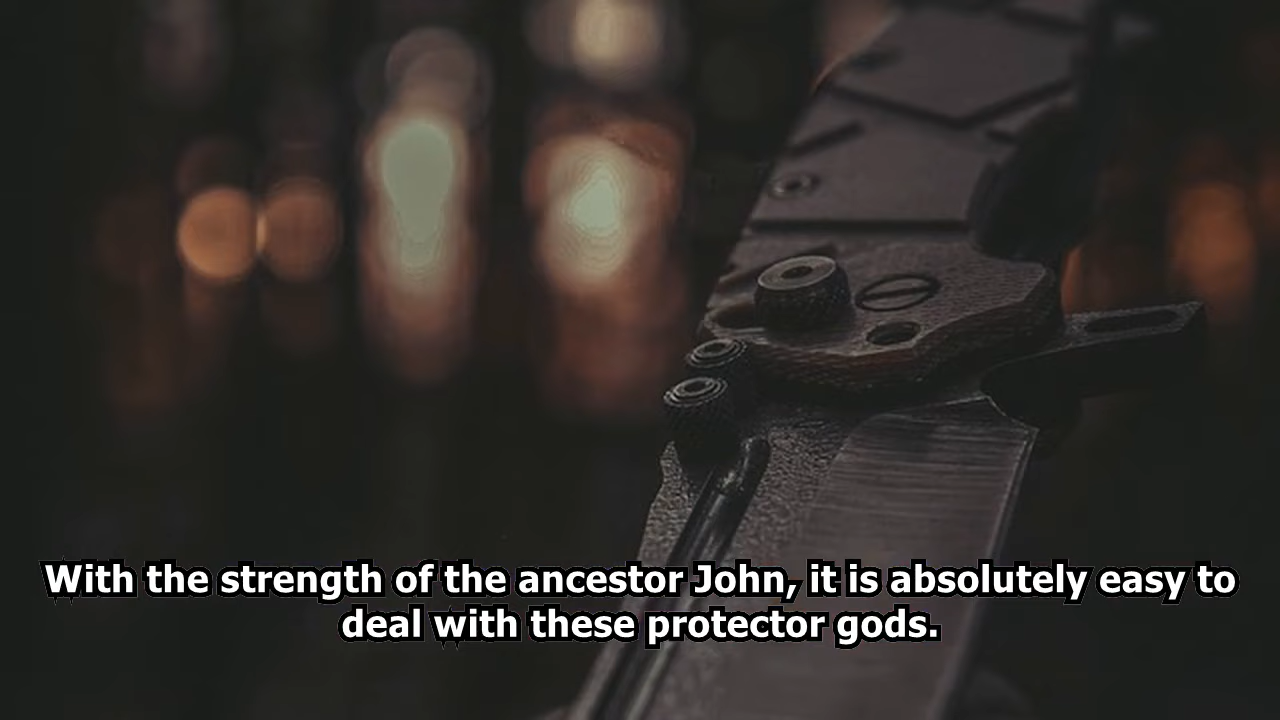 With the strength of the ancestor John, it is absolutely easy to
deal with these protector gods.